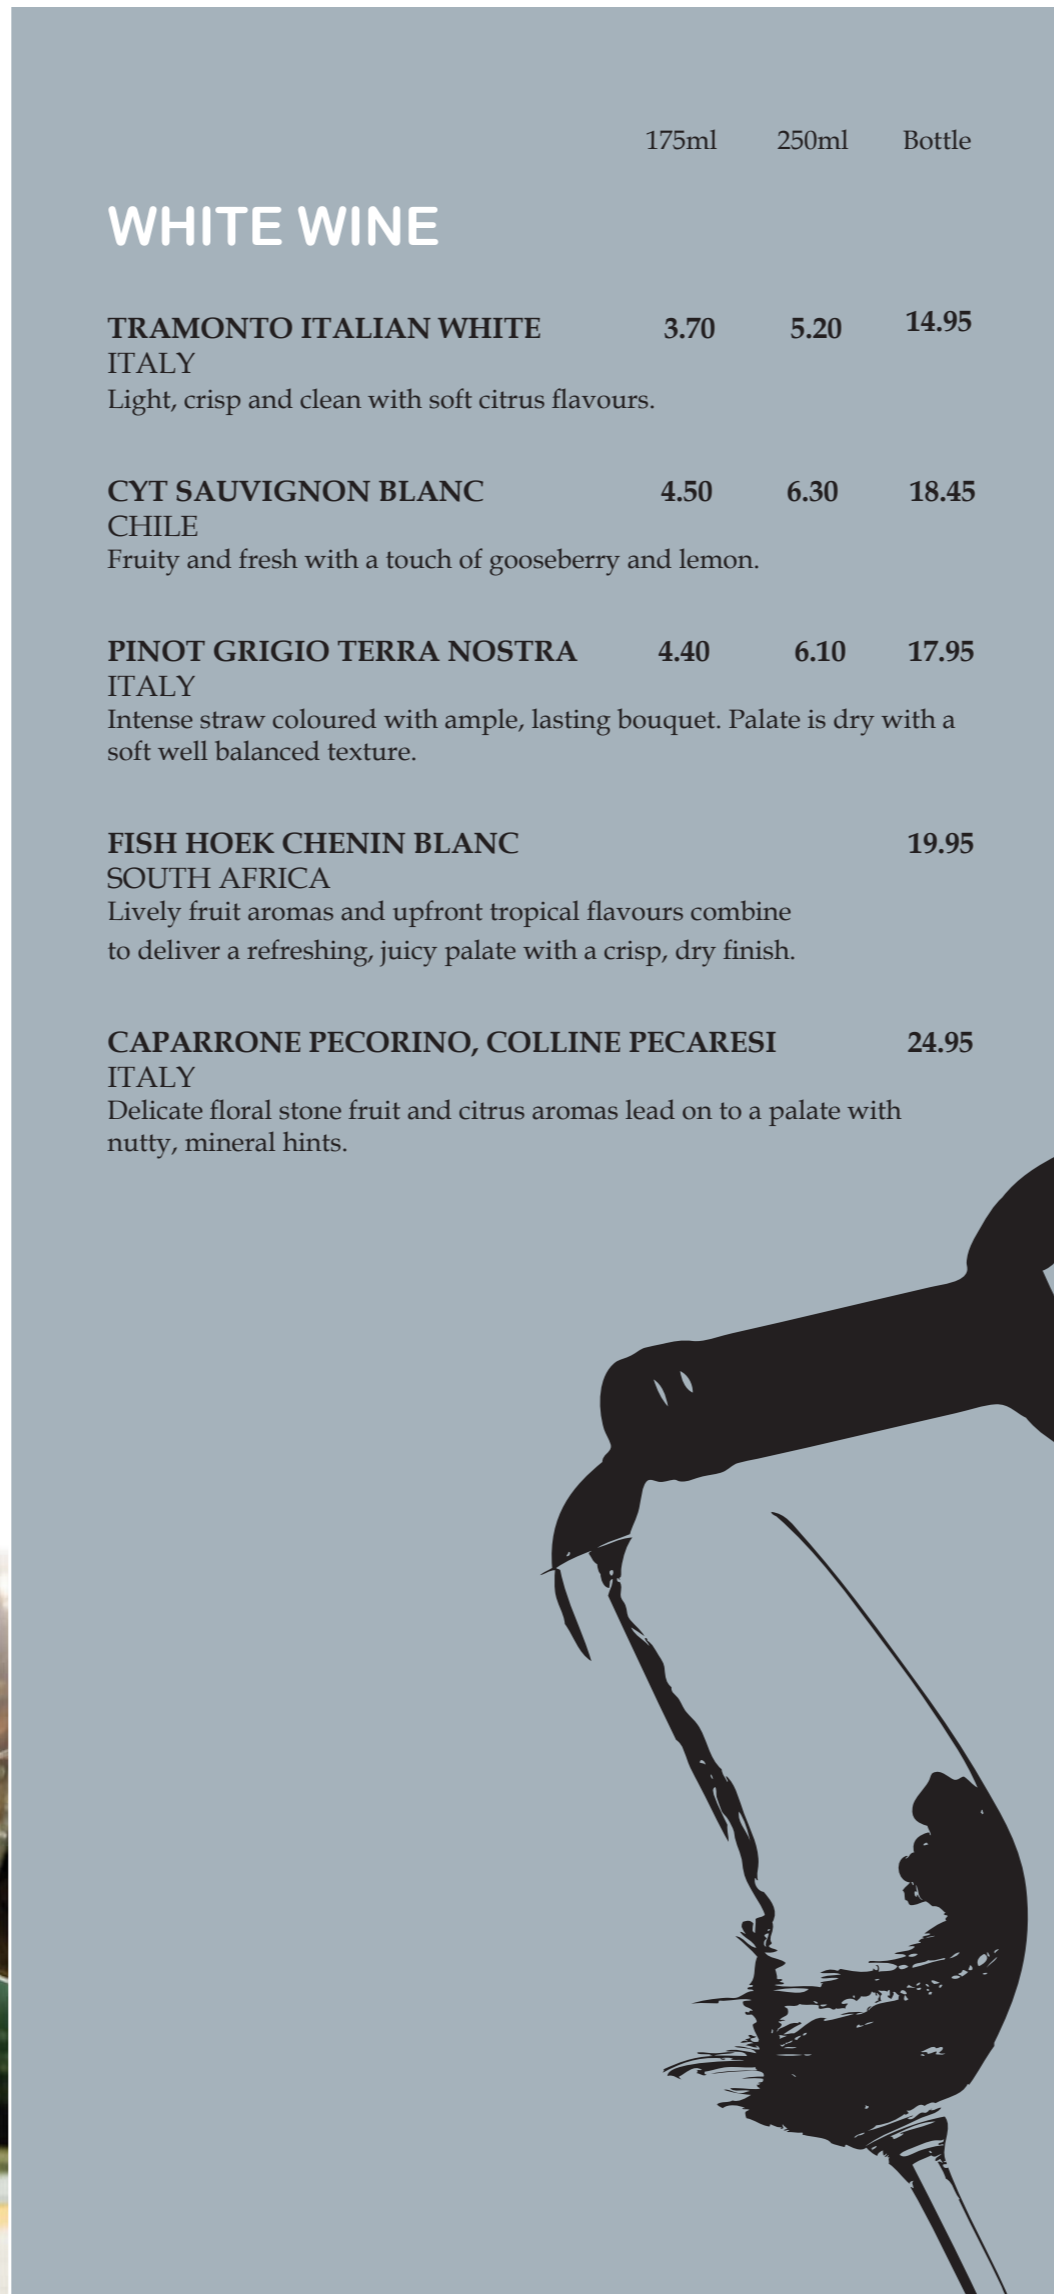 175ml 250ml Bottle
WHITE WINE
TRAMONTO ITALIAN WHITE 3.70 5.20 14.95
ITALY
Light, crisp and clean with soft citrus flavours.
CYT SAUVIGNON BLANC 4.50 6.30 18.45
CHILE
Fruity and fresh with a touch of gooseberry and lemon.
PINOT GRIGIO TERRA NOSTRA 4.40 6.10 17.95
ITALY
Intense straw coloured with ample, lasting bouquet. Palate is dry with a
soft well balanced texture.
FISH HOEK CHENIN BLANC 19.95
SOUTH AFRICA
Lively fruit aromas and upfront tropical flavours combine
to deliver a refreshing, juicy palate with a crisp, dry finish.
CAPARRONE PECORINO, COLLINE PECARESI 24.95
ITALY
Delicate floral stone fruit and citrus aromas lead on to a palate with
nutty, mineral hints.